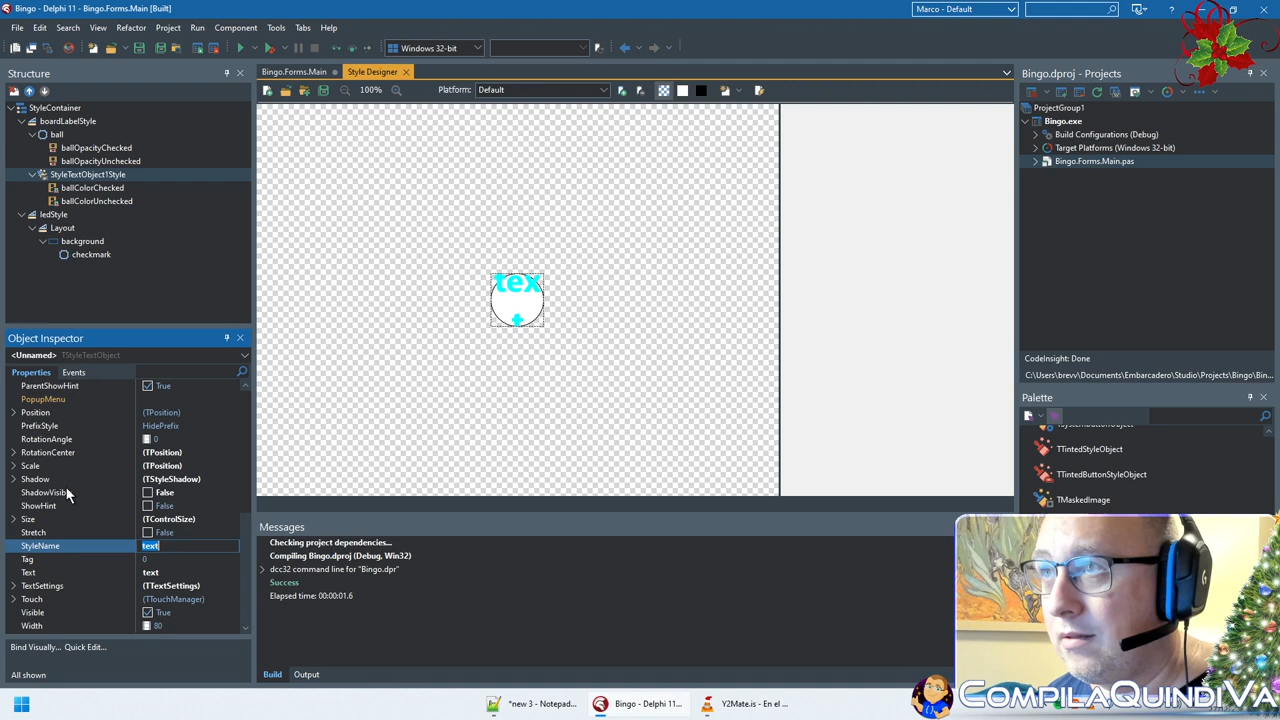 Bingo - Delphi 11 - Bingo.Forms.Main [Built]
Marco - Default
File Edit Search View Refactor Project Run Component Tools Tabs Help
Windows 32-bit
Structure
StyleContainer
boardLabelStyle
ball
ballOpacityChecked
ballOpacityUnchecked
StyleTextObject1Style
ballColorChecked
ballColorUnchecked
ledStyle
Layout
background
checkmark
Object Inspector
<Unnamed> TStyleTextObject
Properties Events
ParentShowHint True
PopupMenu
Position (TPosition)
PrefixStyle HidePrefix
RotationAngle 0
RotationCenter (TPosition)
Scale (TPosition)
Shadow (TStyleShadow)
ShadowVisible False
ShowHint False
Size (TControlSize)
Stretch False
StyleName text
Tag 0
Text text
TextSettings (TTextSettings)
Touch (TTouchManager)
Visible True
Width 80
Bind Visually... Quick Edit...
All shown
Bingo.Forms.Main Style Designer
100% Platform: Default
tex
t
Messages
Checking project dependencies...
Compiling Bingo.dproj (Debug, Win32)
dcc32 command line for "Bingo.dpr"
Success
Elapsed time: 00:00:01.6
Build Output
Bingo.dproj - Projects
ProjectGroup1
Bingo.exe
Build Configurations (Debug)
Target Platforms (Windows 32-bit)
Bingo.Forms.Main.pas
CodeInsight: Done
C:\Users\brevv\Documents\Embarcadero\Studio\Projects\Bingo\Bin...
Palette
TSystemButtonObject
TTintedStyleObject
TTintedButtonStyleObject
TMaskedImage
*new 3 - Notepad...
Bingo - Delphi 11...
Y2Mate.is - En el ...
CompilaQuindiVa